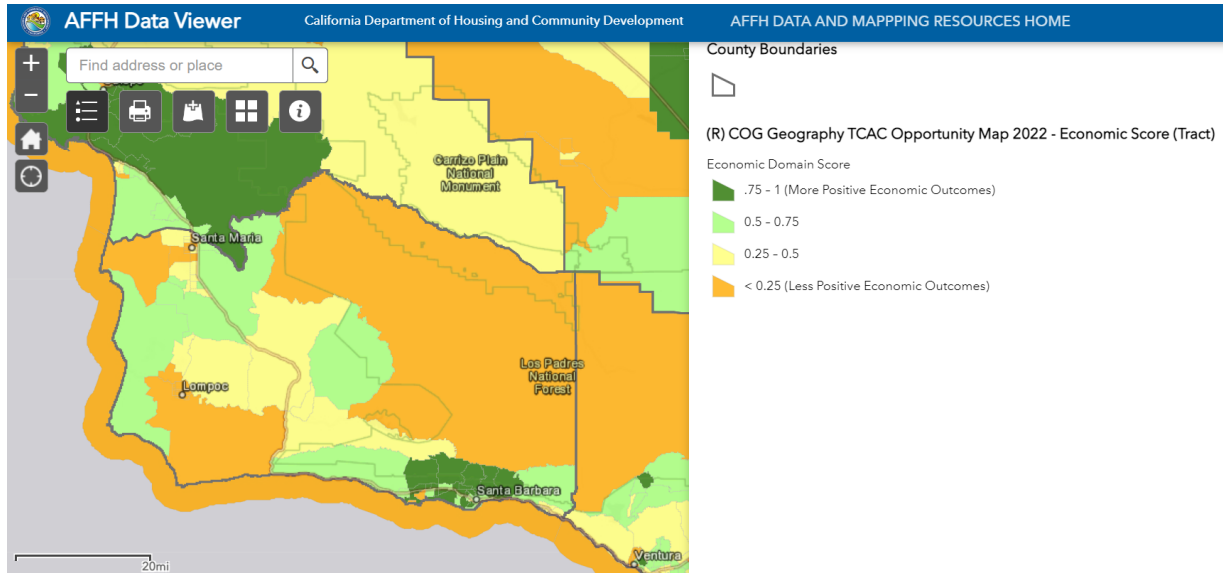 AFFH Data Viewer
California Department of Housing and Community Development
AFFH DATA AND MAPPPING RESOURCES HOME
Find address or place
Carrizo Plain
National
Monument
Santa Maria
Los Padres
National
Forest
Lompoc
Santa Barbara
Ventura
20mi
County Boundaries
(R) COG Geography TCAC Opportunity Map 2022 - Economic Score (Tract)
Economic Domain Score
.75 - 1 (More Positive Economic Outcomes)
0.5 - 0.75
0.25 - 0.5
< 0.25 (Less Positive Economic Outcomes)